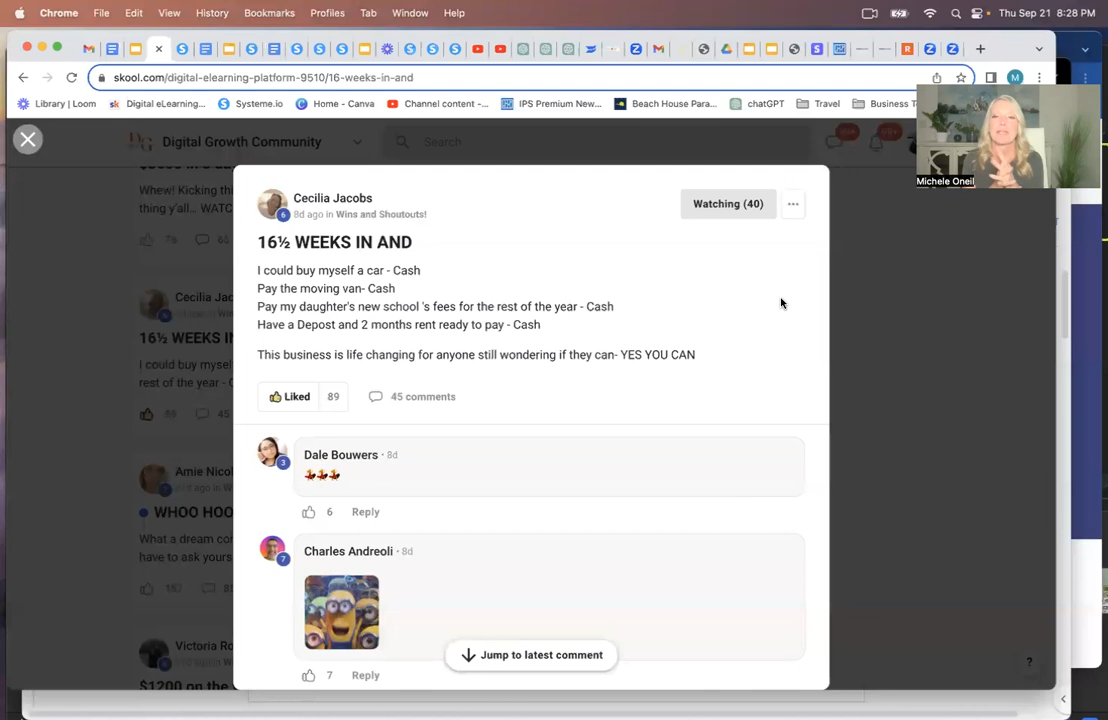 Chrome File Edit View History Bookmarks Profiles Tab Window Help Thu Sep 21 8:28 PM
skool.com/digital-elearning-platform-9510/16-weeks-in-and
Library | Loom Digital eLearning... Systeme.io Home - Canva Channel content -... IPS Premium New... Beach House Para... chatGPT Travel Business T
Michele Oneil
Digital Growth Community Search
Whew! Kicking thi
thing y'all... WATC
Cecilia Jac
16½ WEEKS IN
I could buy mysel
rest of the year - C
Amie Nicol
WHOO HOO
What a dream con
have to ask yours
187
Victoria Ro
$1200 on the
Cecilia Jacobs
6
8d ago in Wins and Shoutouts!
Watching (40)
16½ WEEKS IN AND
I could buy myself a car - Cash
Pay the moving van- Cash
Pay my daughter's new school 's fees for the rest of the year - Cash
Have a Depost and 2 months rent ready to pay - Cash
This business is life changing for anyone still wondering if they can- YES YOU CAN
Liked 89 45 comments
Dale Bouwers · 8d
3
6 Reply
Charles Andreoli · 8d
7
Jump to latest comment
7 Reply
?